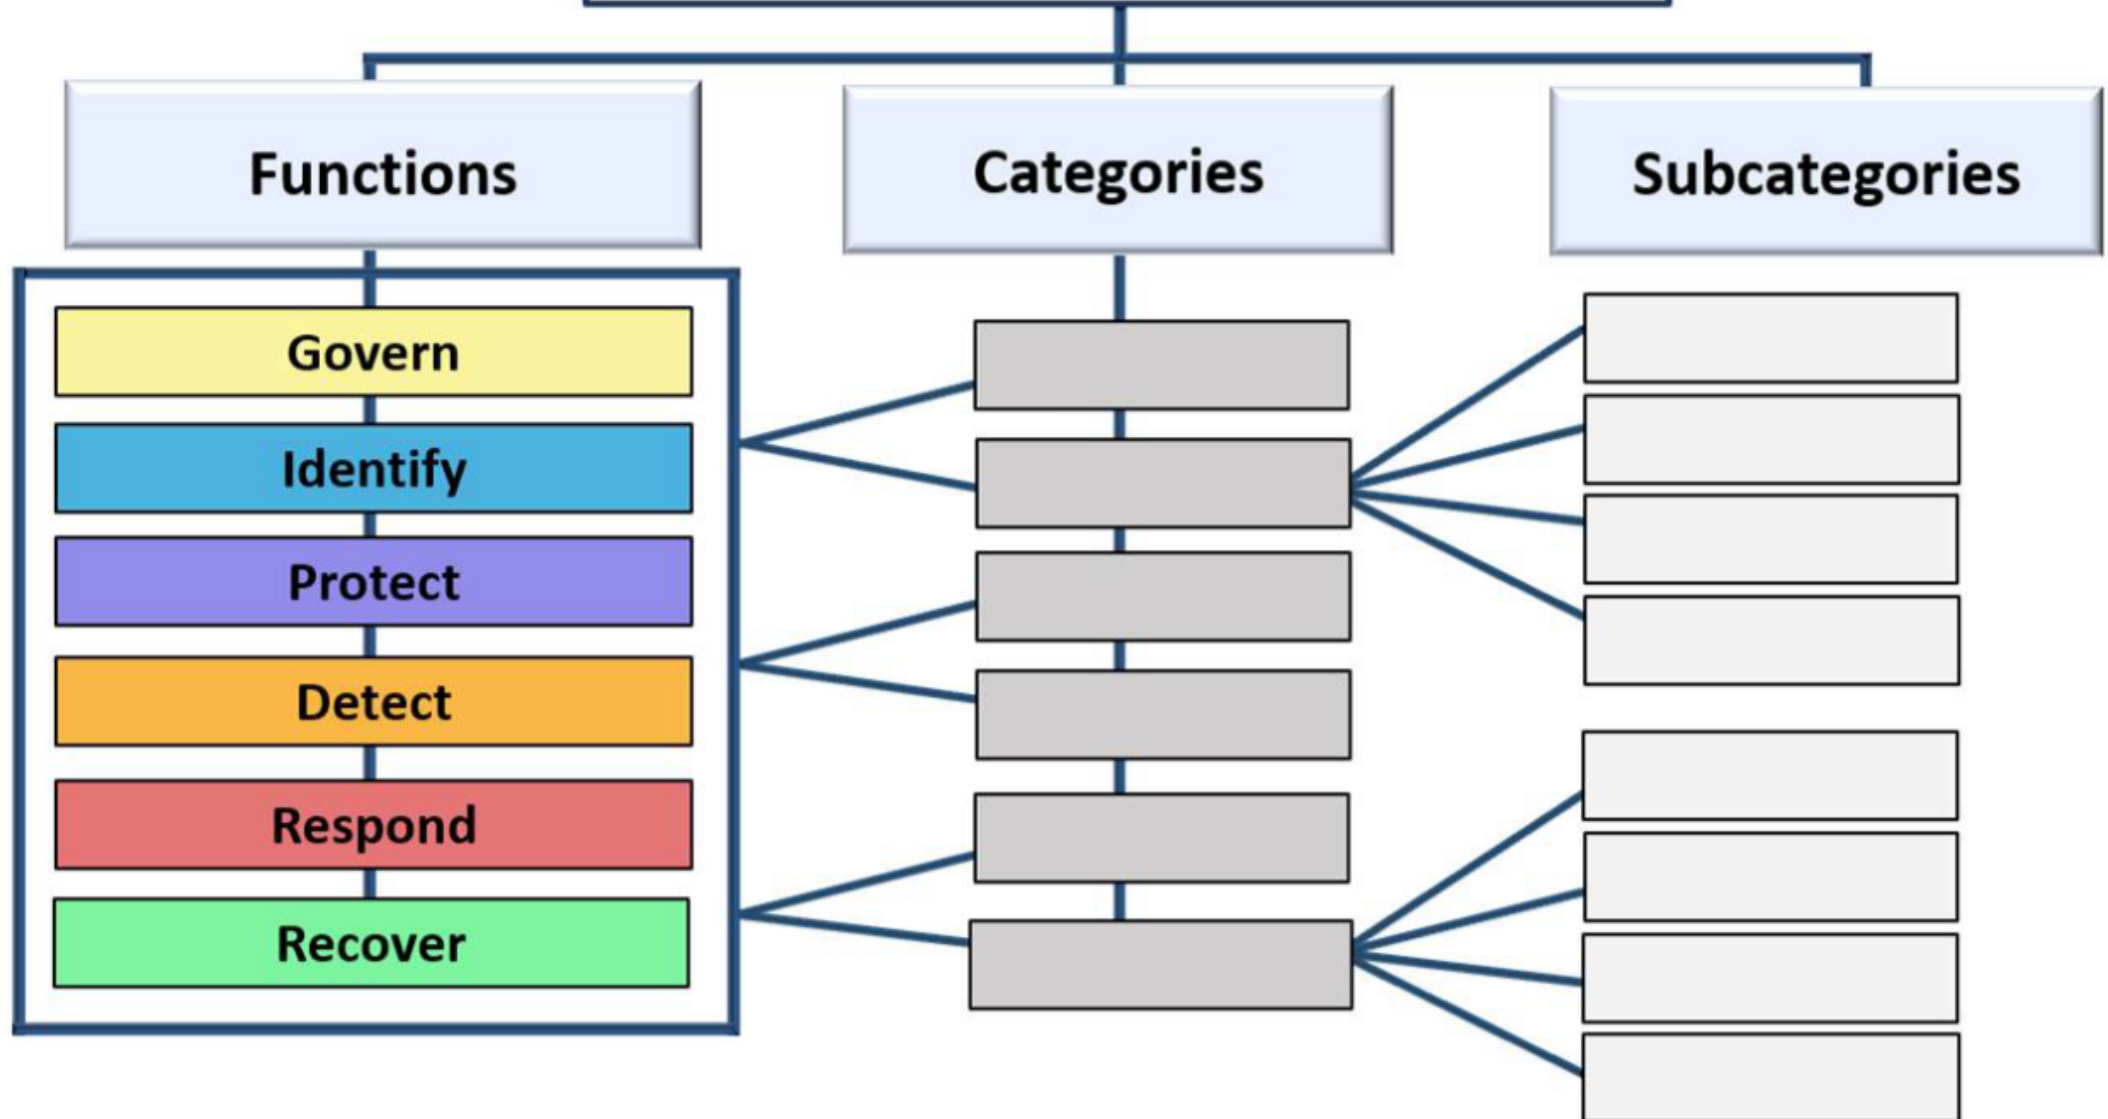 Functions
Categories
Subcategories
Govern
Identify
Protect
Detect
Respond
Recover